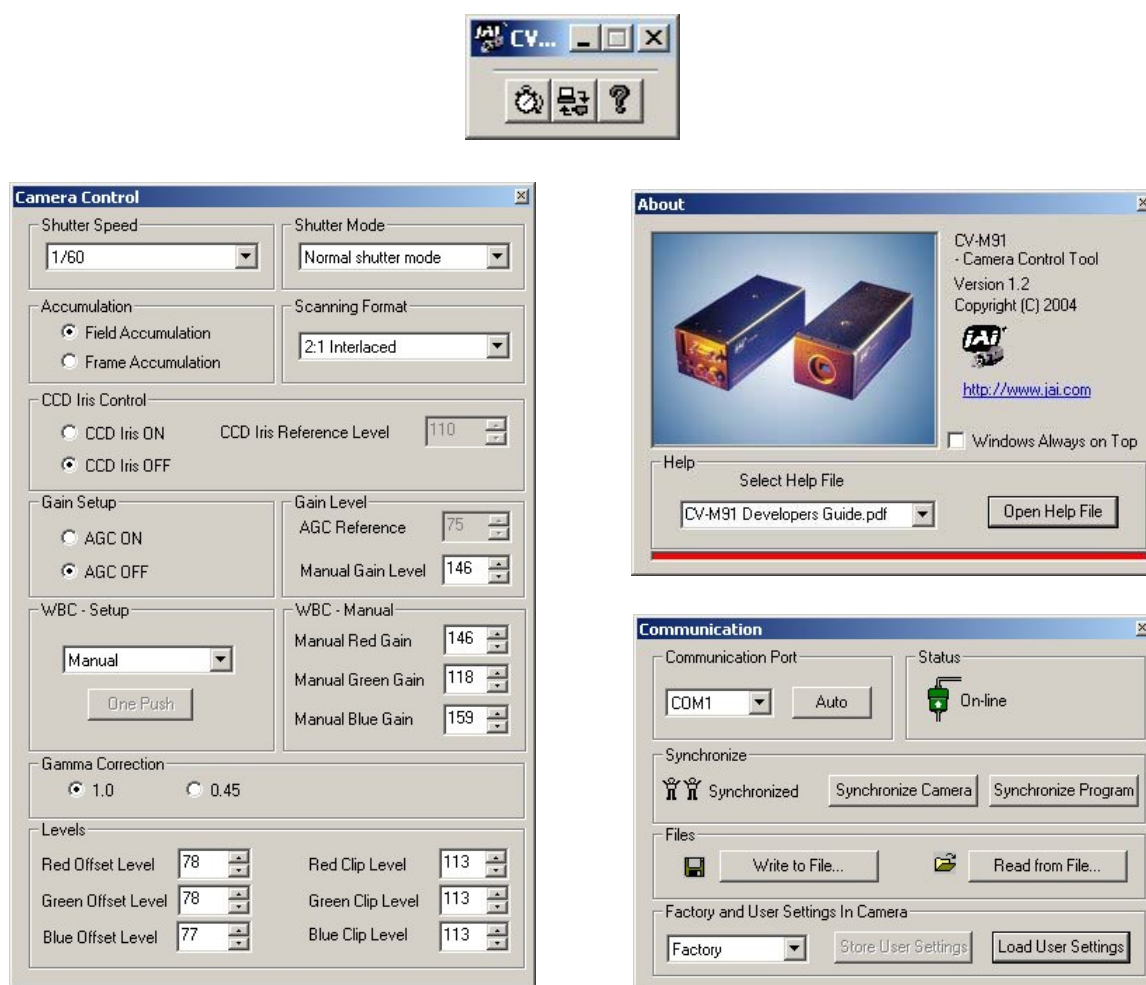 CV...
Camera Control
Shutter Speed
1/60
Shutter Mode
Normal shutter mode
Accumulation
Field Accumulation
Frame Accumulation
Scanning Format
2:1 Interlaced
CCD Iris Control
CCD Iris ON
CCD Iris OFF
CCD Iris Reference Level 110
Gain Setup
AGC ON
AGC OFF
Gain Level
AGC Reference 75
Manual Gain Level 146
WBC - Setup
Manual
One Push
WBC - Manual
Manual Red Gain 146
Manual Green Gain 118
Manual Blue Gain 159
Gamma Correction
1.0 0.45
Levels
Red Offset Level 78 Red Clip Level 113
Green Offset Level 78 Green Clip Level 113
Blue Offset Level 77 Blue Clip Level 113
About
CV-M91
- Camera Control Tool
Version 1.2
Copyright (C) 2004
JAi
http://www.jai.com
Windows Always on Top
Help
Select Help File
CV-M91 Developers Guide.pdf Open Help File
Communication
Communication Port
COM1 Auto
Status
On-line
Synchronize
Synchronized Synchronize Camera Synchronize Program
Files
Write to File... Read from File...
Factory and User Settings In Camera
Factory Store User Settings Load User Settings